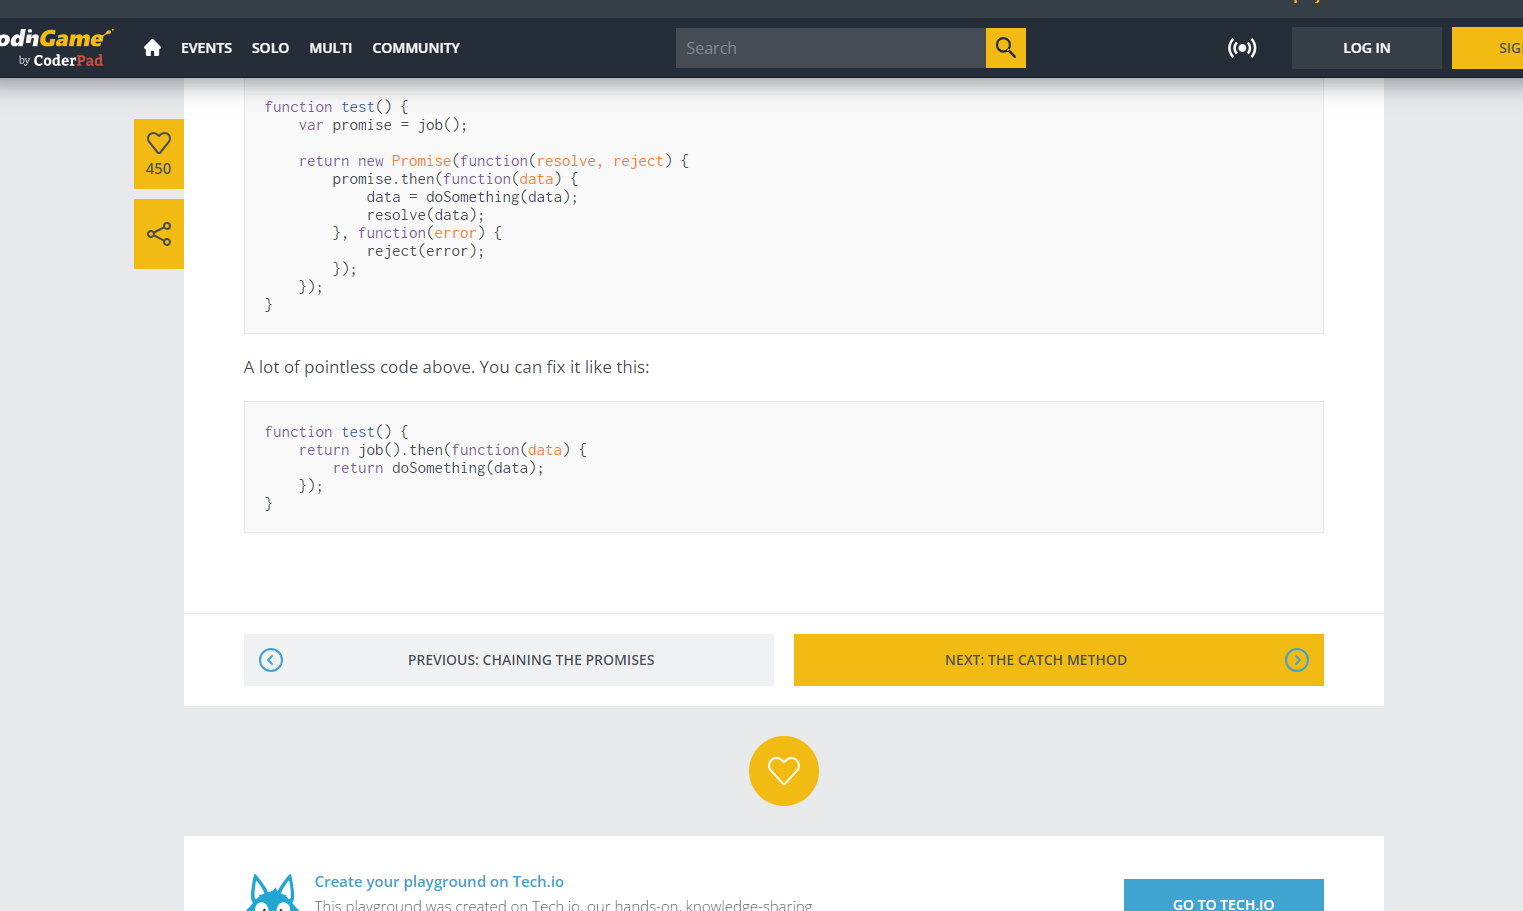 odinGame
by CoderPad
EVENTS
SOLO
MULTI
COMMUNITY
Search
LOG IN
SIG
450
function test() {
    var promise = job();
    return new Promise(function(resolve, reject) {
        promise.then(function(data) {
            data = doSomething(data);
            resolve(data);
        }, function(error) {
            reject(error);
        });
    });
}
A lot of pointless code above. You can fix it like this:
function test() {
    return job().then(function(data) {
        return doSomething(data);
    });
}
PREVIOUS: CHAINING THE PROMISES
NEXT: THE CATCH METHOD
Create your playground on Tech.io
This playground was created on Tech.io, our hands-on, knowledge-sharing
GO TO TECH.IO